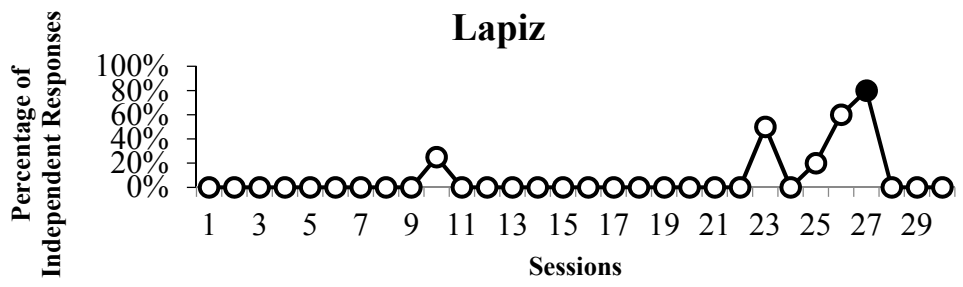 Lapiz
Percentage of
Independent Responses
100%
80%
60%
40%
20%
0%
1 3 5 7 9 11 13 15 17 19 21 23 25 27 29
Sessions